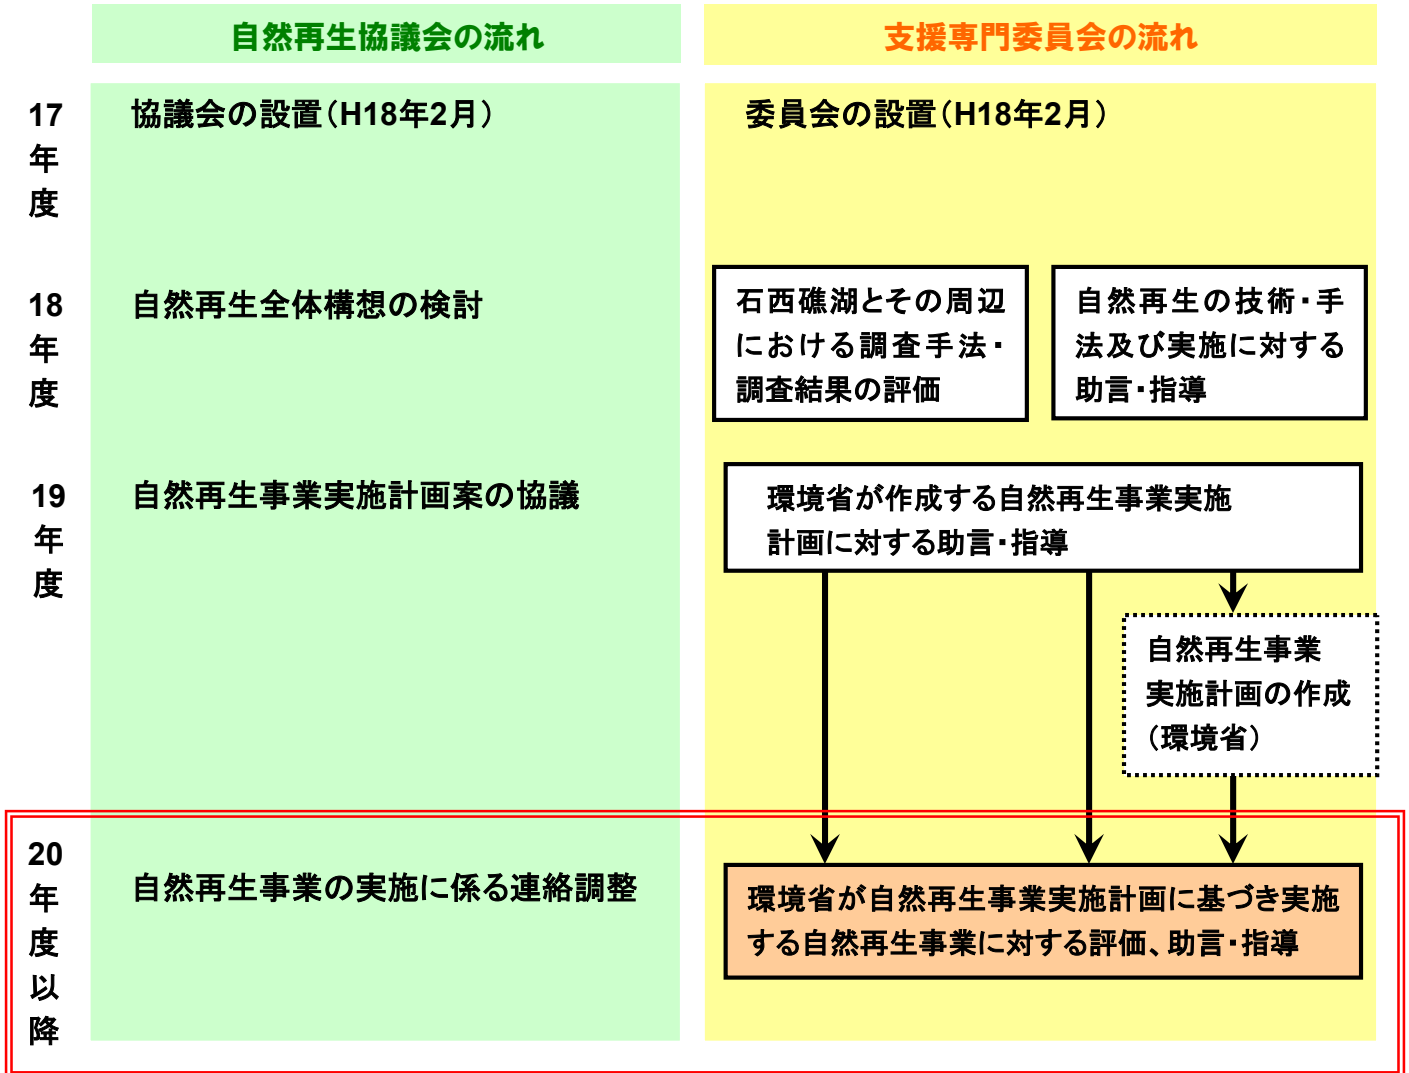 自然再生協議会の流れ
支援専門委員会の流れ
17
年
度
協議会の設置(H18年2月)
委員会の設置(H18年2月)
18
年
度
自然再生全体構想の検討
石西礁湖とその周辺
における調査手法・
調査結果の評価
自然再生の技術・手
法及び実施に対する
助言・指導
19
年
度
自然再生事業実施計画案の協議
環境省が作成する自然再生事業実施
計画に対する助言・指導
自然再生事業
実施計画の作成
(環境省)
20
年
度
以
降
自然再生事業の実施に係る連絡調整
環境省が自然再生事業実施計画に基づき実施
する自然再生事業に対する評価、助言・指導